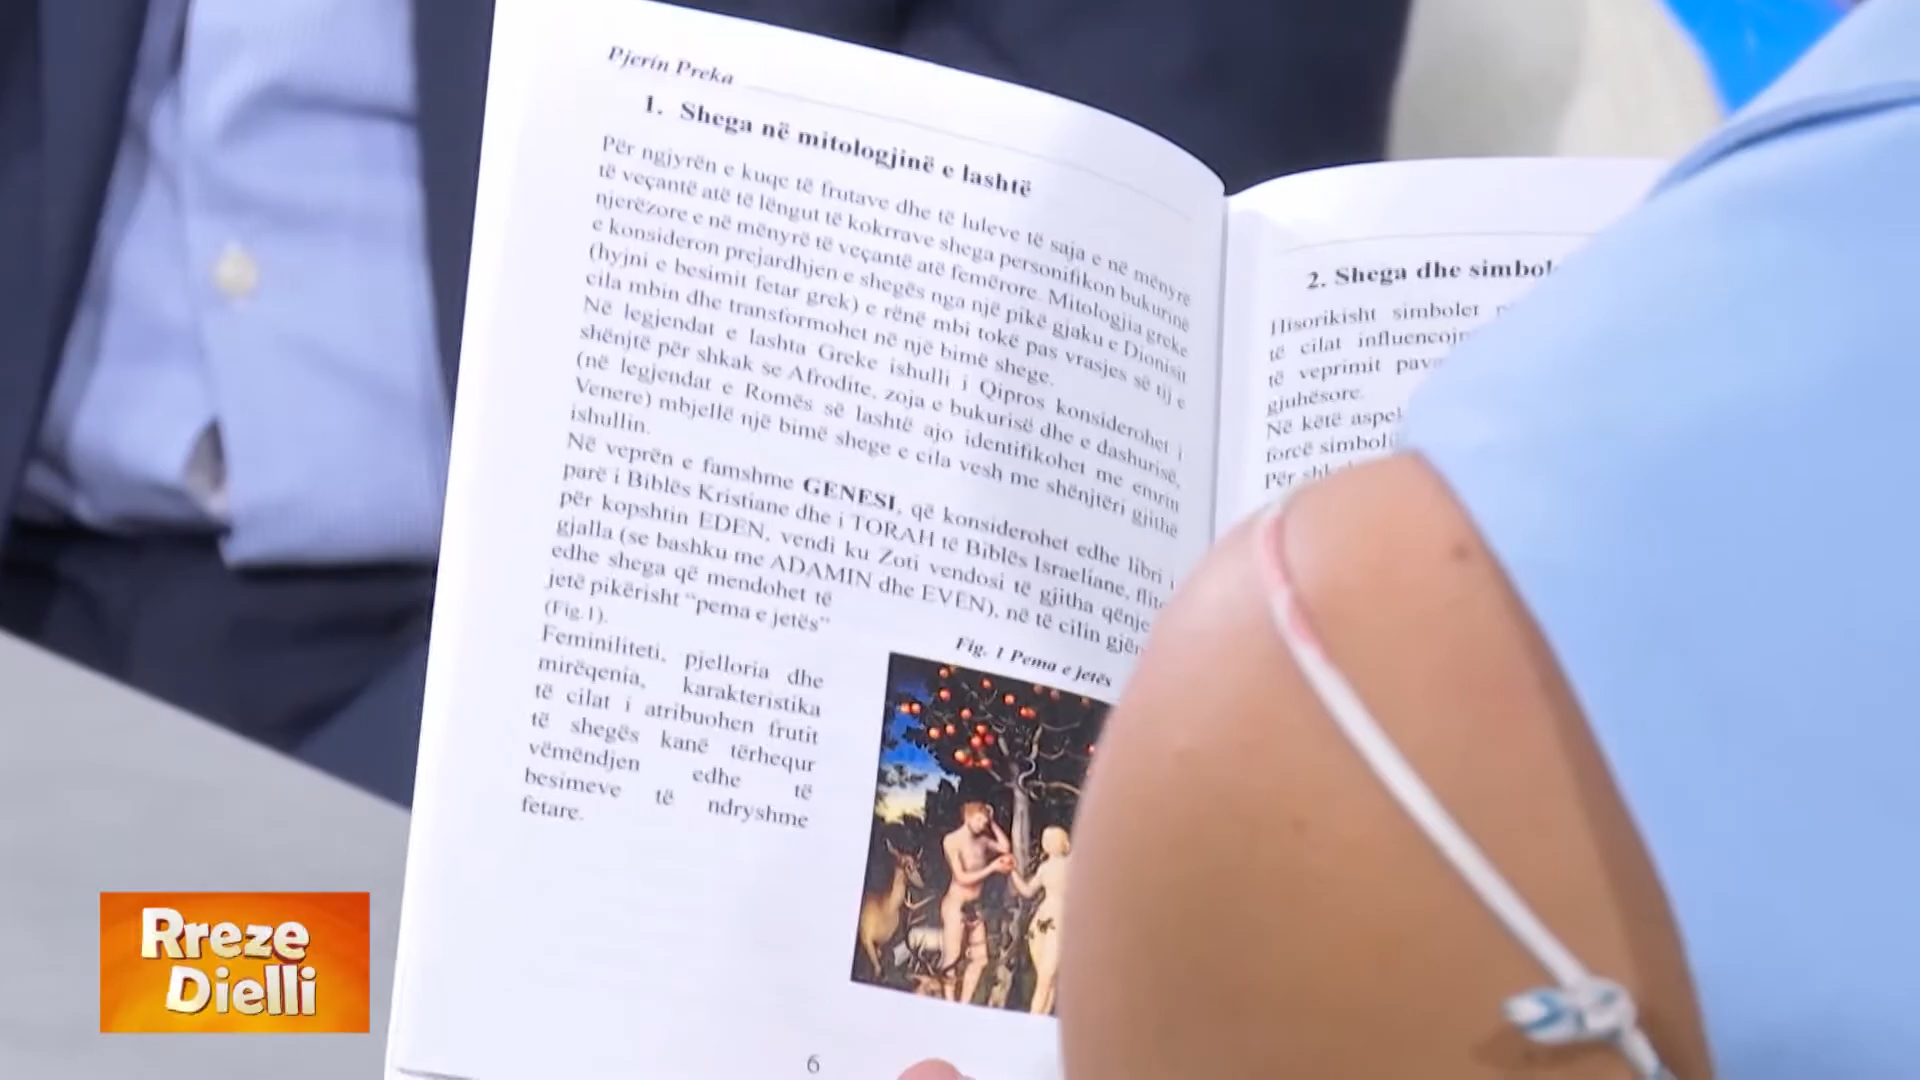 Pjerin Preka
1. Shega në mitologjinë e lashtë
Për ngjyrën e kuqe të frutave dhe të luleve të saja e në mënyrë
të veçantë atë të lëngut të kokrrave shega personifikon bukurinë
njerëzore e në mënyrë të veçantë atë femërore. Mitologjia greke
e konsideron prejardhjen e shegës nga një pikë gjaku e Dionisit
(hyjni e besimit fetar grek) e rënë mbi tokë pas vrasjes së tij e
cila mbin dhe transformohet në një bimë shege.
Në legjendat e lashta Greke ishulli i Qipros konsiderohet i
shënjtë për shkak se Afrodite, zoja e bukurisë dhe e dashurisë,
(në legjendat e Romës së lashtë ajo identifikohet me emrin
Venere) mbjellë një bimë shege e cila vesh me shënjtëri gjithë
ishullin.
Në veprën e famshme GENESI, që konsiderohet edhe libri i
parë i Biblës Kristiane dhe i TORAH të Biblës Israeliane, flitet
për kopshtin EDEN, vendi ku Zoti vendosi të gjitha qënje
gjalla (se bashku me ADAMIN dhe EVEN), në të cilin gjën
edhe shega që mendohet të
jetë pikërisht "pema e jetës"
(Fig.1).
Feminiliteti, pjelloria dhe
mirëqenia, karakteristika
të cilat i atribuohen frutit
të shegës kanë tërhequr
vëmëndjen edhe të
besimeve të ndryshme
fetare.
Fig. 1 Pema e jetës
6
2. Shega dhe simbol
Hisorikisht simbolet
të cilat influencojn
të veprimit pava
gjuhësore.
Në këtë aspe
forcë simboli
Për
Rreze
Dielli